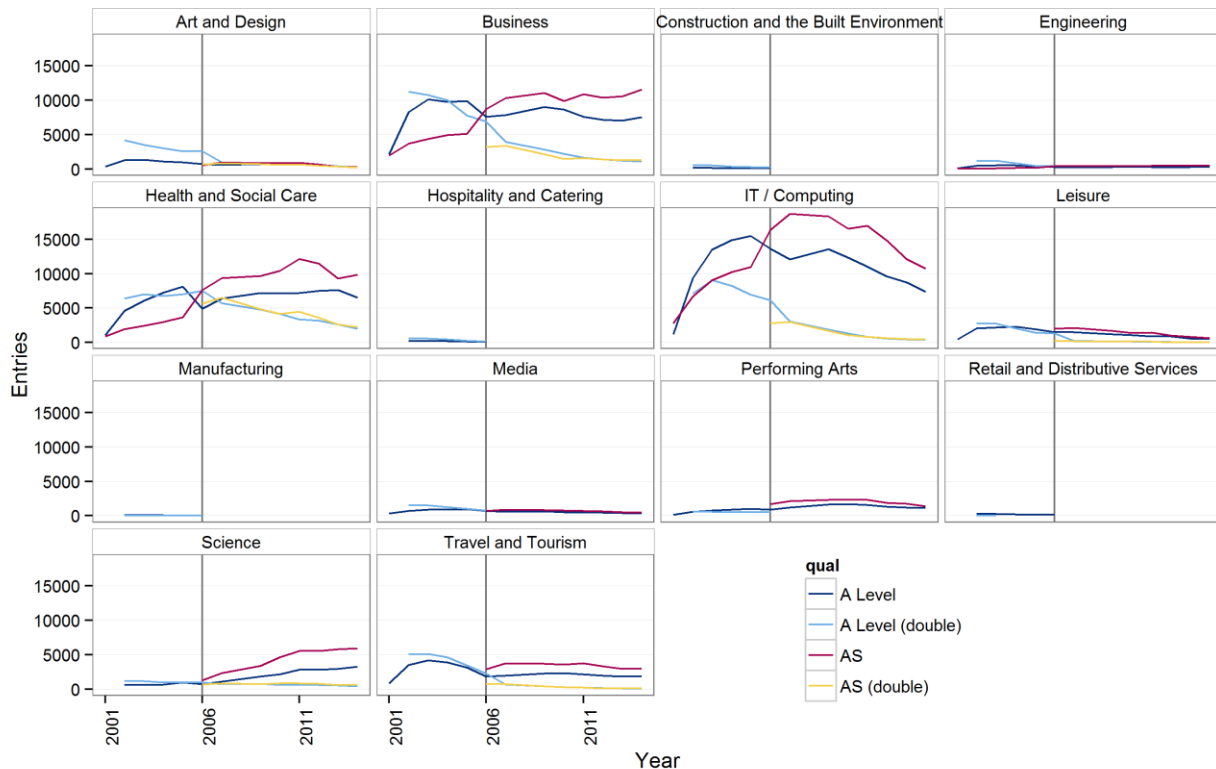 Art and Design
Business
Construction and the Built Environment
Engineering
15000
10000
5000
0
Health and Social Care
Hospitality and Catering
IT / Computing
Leisure
15000
10000
5000
0
Manufacturing
Media
Performing Arts
Retail and Distributive Services
15000
10000
5000
0
Science
Travel and Tourism
15000
10000
5000
0
Entries
2001
2006
2011
2001
2006
2011
Year
qual
A Level
A Level (double)
AS
AS (double)